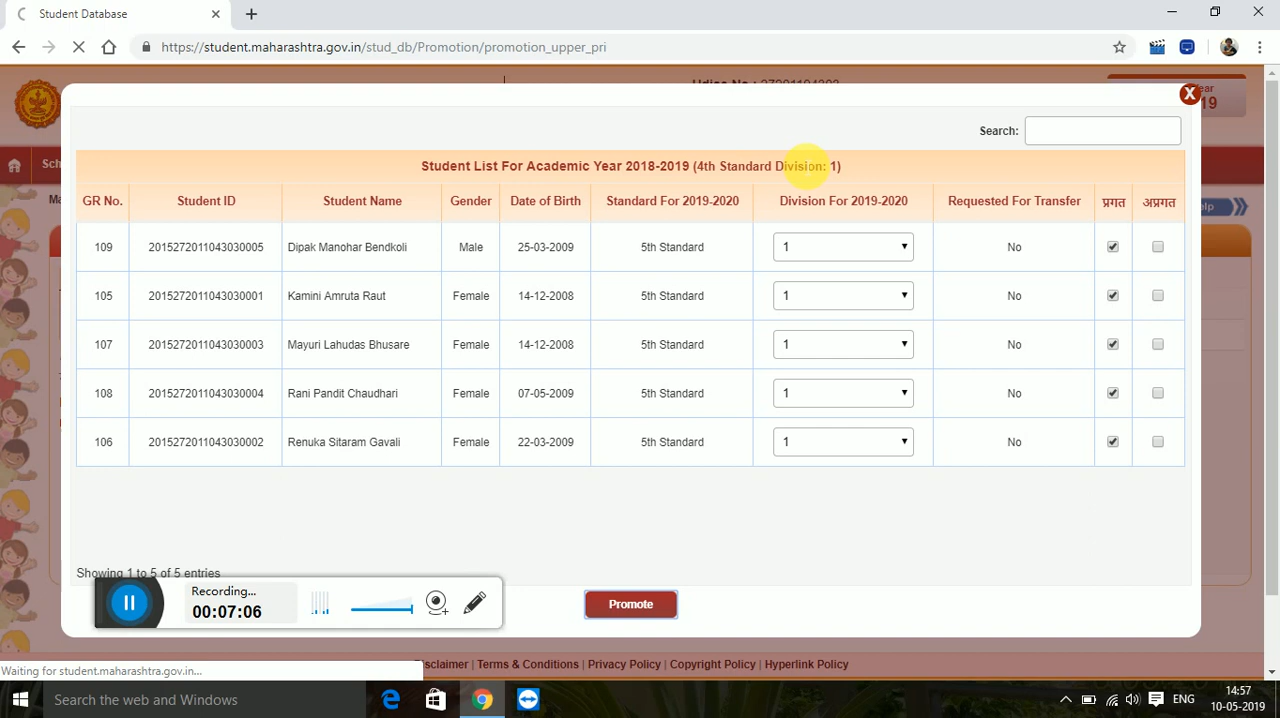 Student Database
https://student.maharashtra.gov.in/stud_db/Promotion/promotion_upper_pri
Search:
Student List For Academic Year 2018-2019 (4th Standard Division: 1)
GR No. Student ID Student Name Gender Date of Birth Standard For 2019-2020 Division For 2019-2020 Requested For Transfer प्रगत अप्रगत
109 2015272011043030005 Dipak Manohar Bendkoli Male 25-03-2009 5th Standard 1 No
105 2015272011043030001 Kamini Amruta Raut Female 14-12-2008 5th Standard 1 No
107 2015272011043030003 Mayuri Lahudas Bhusare Female 14-12-2008 5th Standard 1 No
108 2015272011043030004 Rani Pandit Chaudhari Female 07-05-2009 5th Standard 1 No
106 2015272011043030002 Renuka Sitaram Gavali Female 22-03-2009 5th Standard 1 No
Showing 1 to 5 of 5 entries
Recording...
00:07:06
Promote
Disclaimer | Terms & Conditions | Privacy Policy | Copyright Policy | Hyperlink Policy
Waiting for student.maharashtra.gov.in...
Search the web and Windows
ENG
14:57
10-05-2019